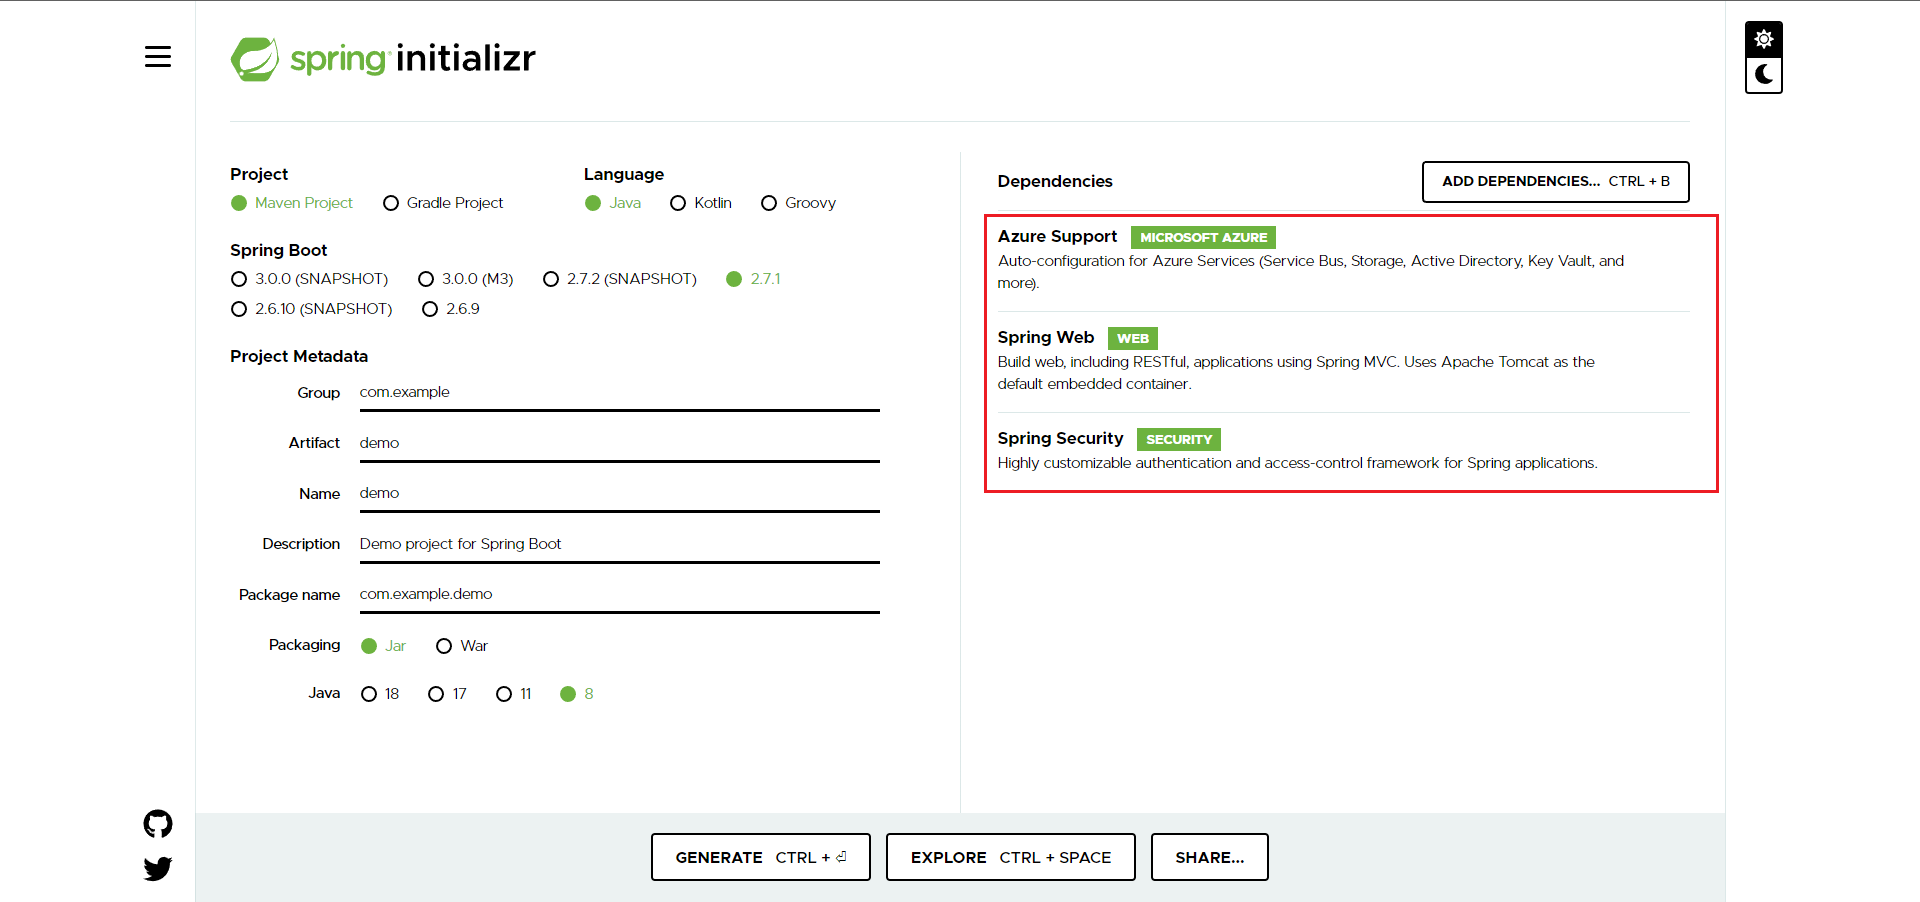 spring initializr
Project
Maven Project Gradle Project
Language
Java Kotlin Groovy
Spring Boot
3.0.0 (SNAPSHOT) 3.0.0 (M3) 2.7.2 (SNAPSHOT) 2.7.1
2.6.10 (SNAPSHOT) 2.6.9
Project Metadata
Group com.example
Artifact demo
Name demo
Description Demo project for Spring Boot
Package name com.example.demo
Packaging Jar War
Java 18 17 11 8
Dependencies ADD DEPENDENCIES... CTRL + B
Azure Support MICROSOFT AZURE
Auto-configuration for Azure Services (Service Bus, Storage, Active Directory, Key Vault, and
more).
Spring Web WEB
Build web, including RESTful, applications using Spring MVC. Uses Apache Tomcat as the
default embedded container.
Spring Security SECURITY
Highly customizable authentication and access-control framework for Spring applications.
GENERATE CTRL + ⏎ EXPLORE CTRL + SPACE SHARE...